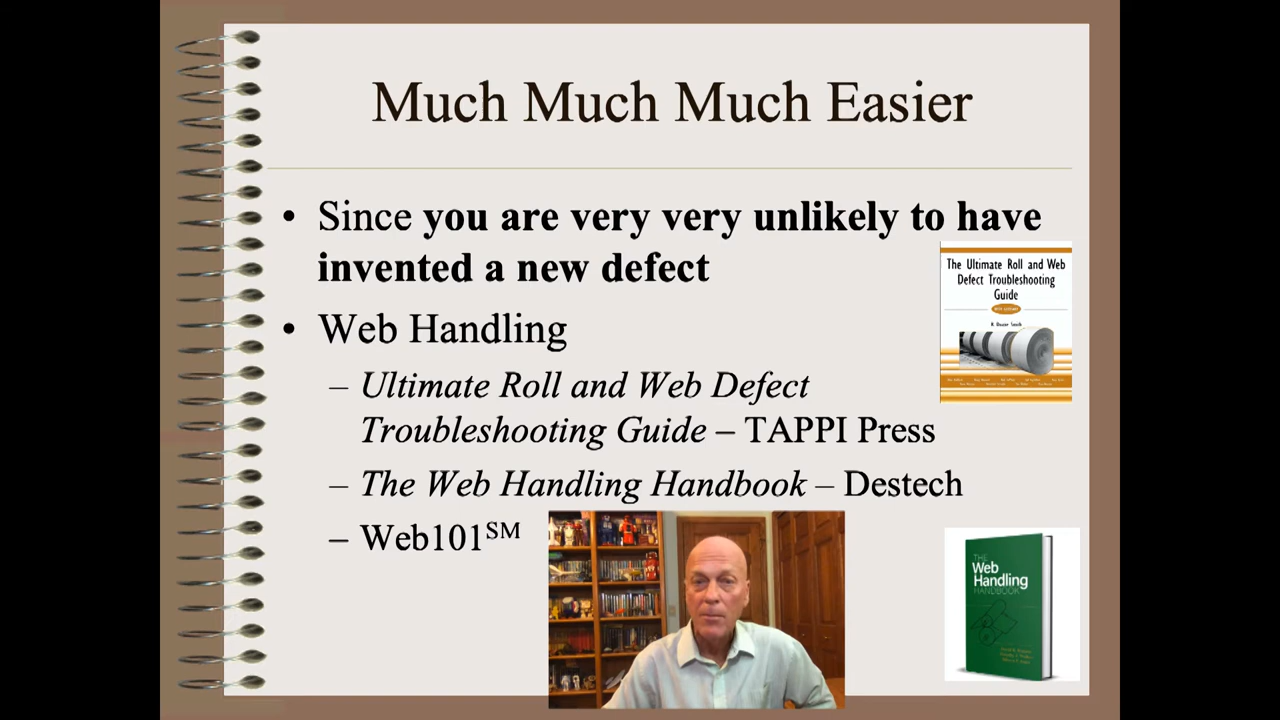 Much Much Much Easier
• Since you are very very unlikely to have
invented a new defect
The Ultimate Roll and Web
Defect Troubleshooting
Guide
• Web Handling
– Ultimate Roll and Web Defect
Troubleshooting Guide – TAPPI Press
– The Web Handling Handbook – Destech
– Web101SM
THE
Web
Handling
HANDBOOK